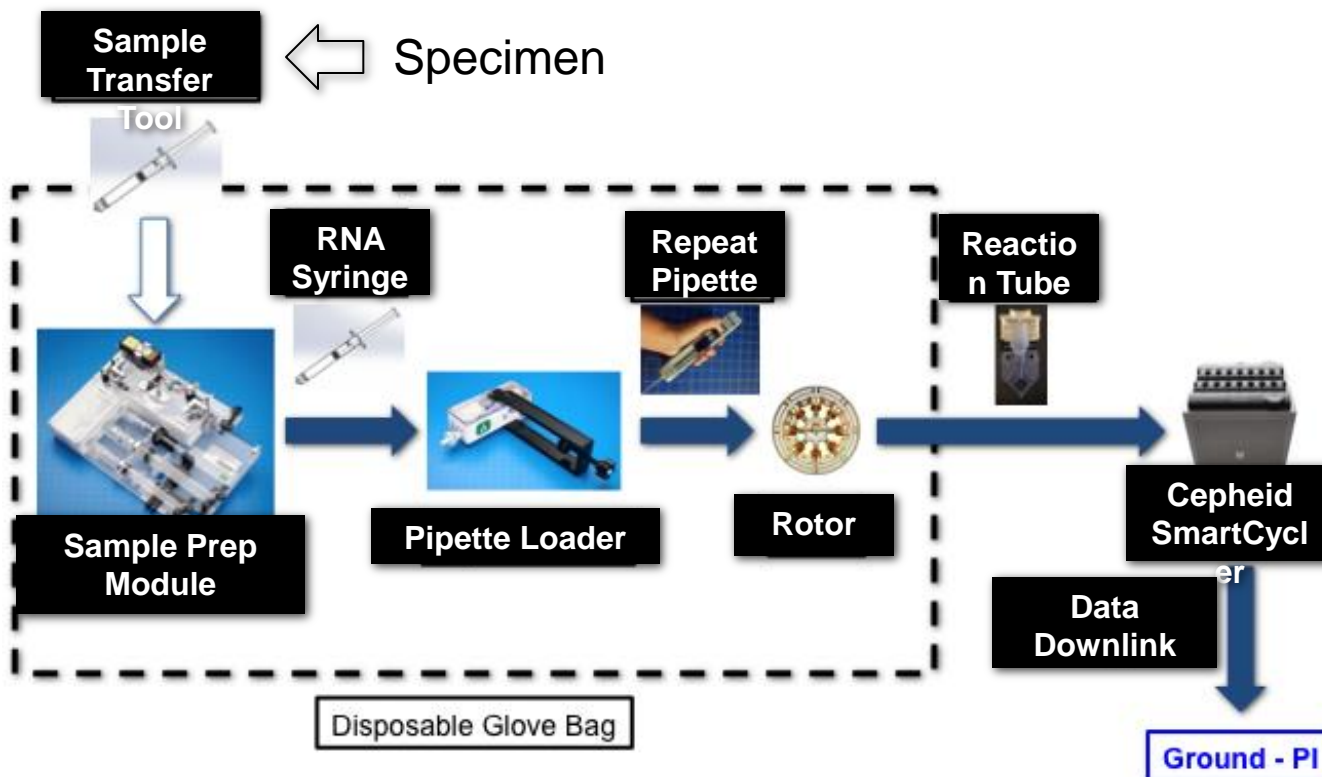 Sample
Transfer
Tool
Specimen
RNA
Syringe
Repeat
Pipette
Reactio
n Tube
Sample Prep
Module
Pipette Loader
Rotor
Cepheid
SmartCycl
er
Data
Downlink
Disposable Glove Bag
Ground - PI